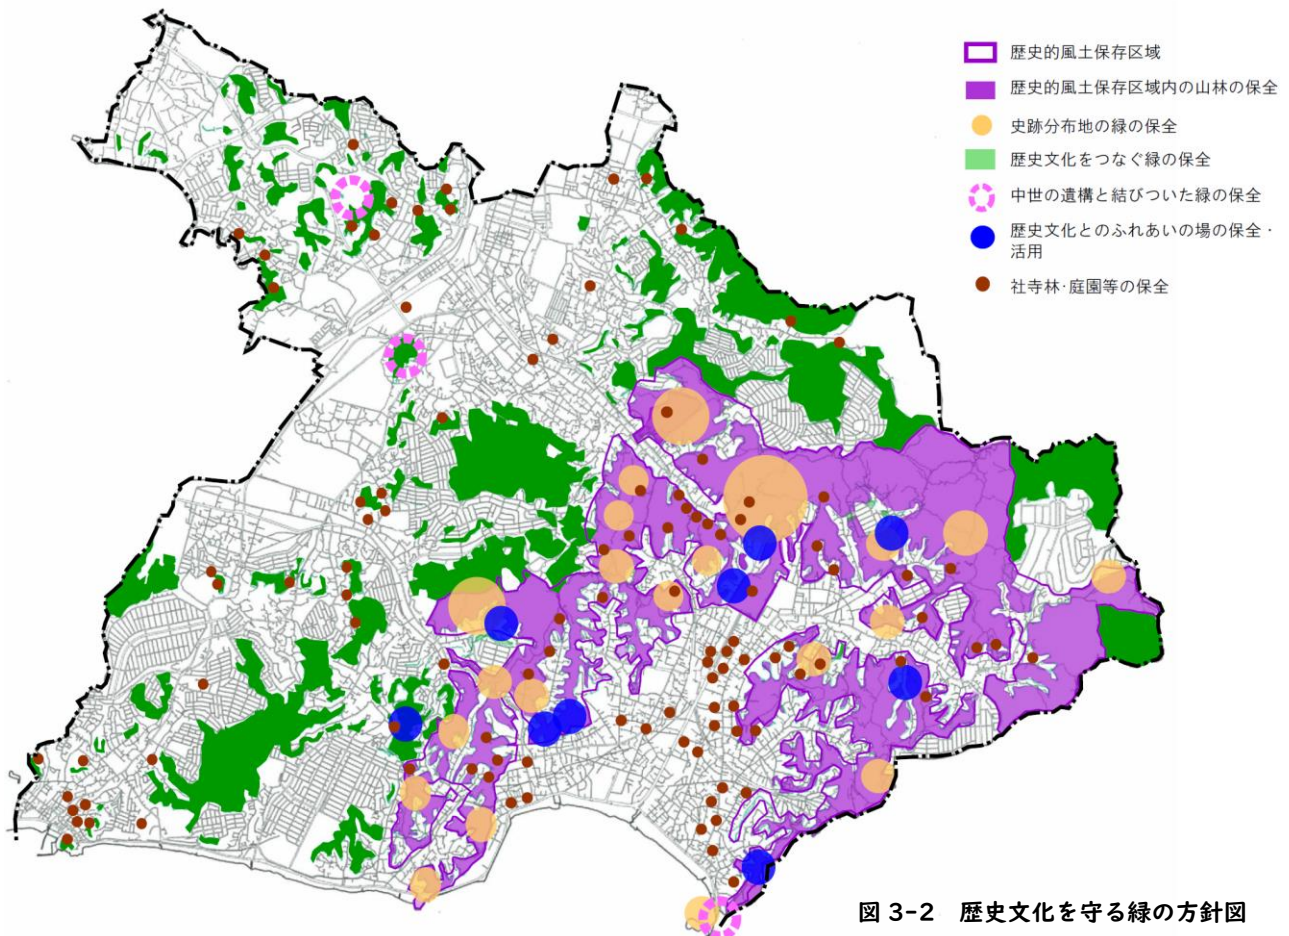 歴史的風土保存区域
歴史的風土保存区域内の山林の保全
史跡分布地の緑の保全
歴史文化をつなぐ緑の保全
中世の遺構と結びついた緑の保全
歴史文化とのふれあいの場の保全・
活用
社寺林・庭園等の保全
図 3-2 歴史文化を守る緑の方針図